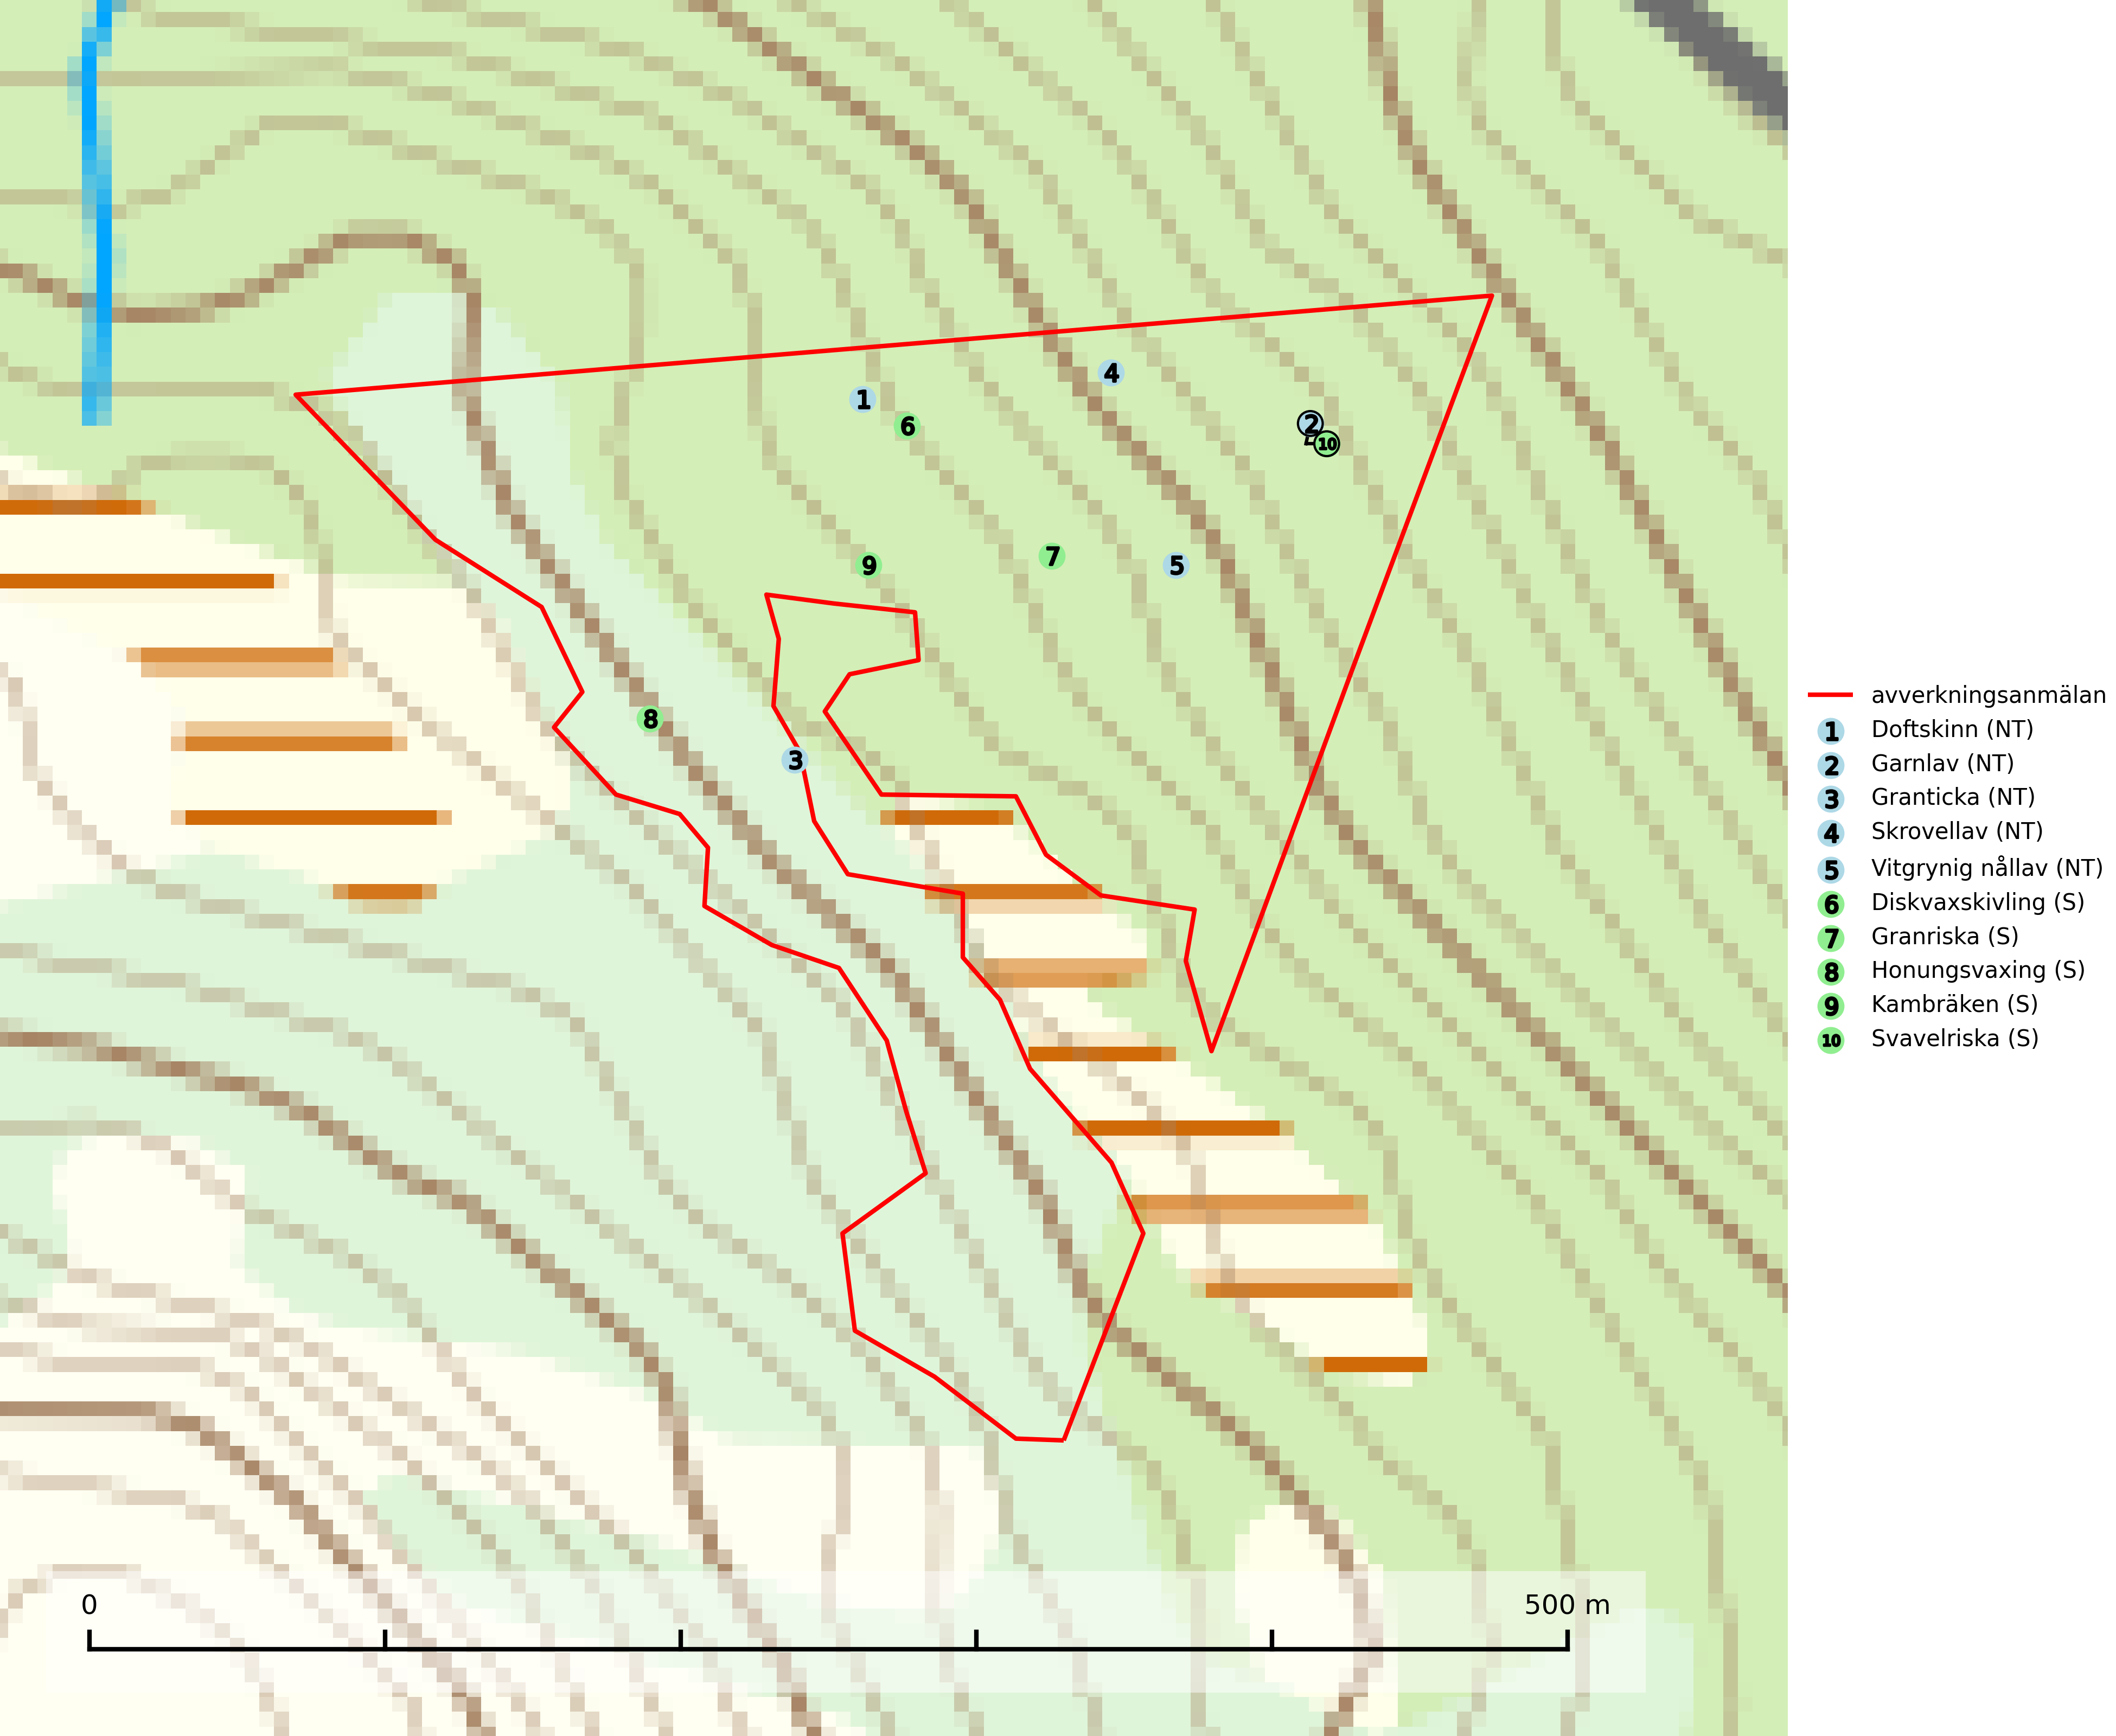 4
1
2
6
10
7
5
9
8
3
avverkningsanmälan
1 Doftskinn (NT)
2 Garnlav (NT)
3 Granticka (NT)
4 Skrovellav (NT)
5 Vitgrynig nållav (NT)
6 Diskvaxskivling (S)
7 Granriska (S)
8 Honungsvaxing (S)
9 Kambräken (S)
10 Svavelriska (S)
0 500 m